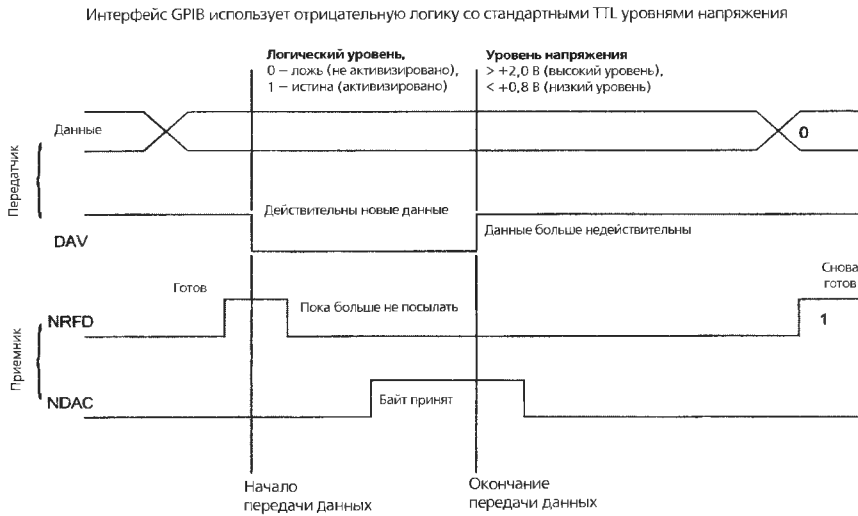 Интерфейс GPIB использует отрицательную логику со стандартными TTL уровнями напряжения
Логический уровень,
0 – ложь (не активизировано),
1 – истина (активизировано)
Уровень напряжения
> +2,0 В (высокий уровень),
< +0,8 В (низкий уровень)
Передатчик
Данные
0
Действительны новые данные
DAV
Данные больше недействительны
Приемник
Готов
Снова
готов
NRFD
Пока больше не посылать
1
NDAC
Байт принят
Начало
передачи данных
Окончание
передачи данных